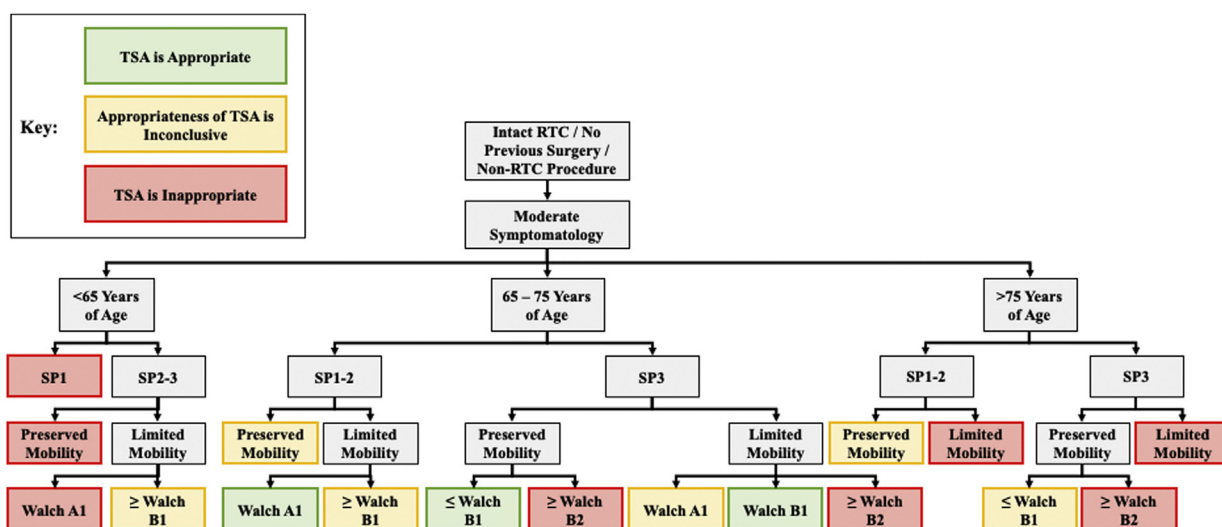 Key:
TSA is Appropriate
Appropriateness of TSA is
Inconclusive
TSA is Inappropriate
Intact RTC / No
Previous Surgery /
Non-RTC Procedure
Moderate
Symptomatology
<65 Years
of Age
65 – 75 Years
of Age
>75 Years
of Age
SP1
SP2-3
SP1-2
SP3
SP1-2
SP3
Preserved
Mobility
Limited
Mobility
Preserved
Mobility
Limited
Mobility
Preserved
Mobility
Limited
Mobility
Preserved
Mobility
Limited
Mobility
Preserved
Mobility
Limited
Mobility
Walch A1
≥ Walch
B1
Walch A1
≥ Walch
B1
≤ Walch
B1
≥ Walch
B2
Walch A1
Walch B1
≥ Walch
B2
≤ Walch
B1
≥ Walch
B2